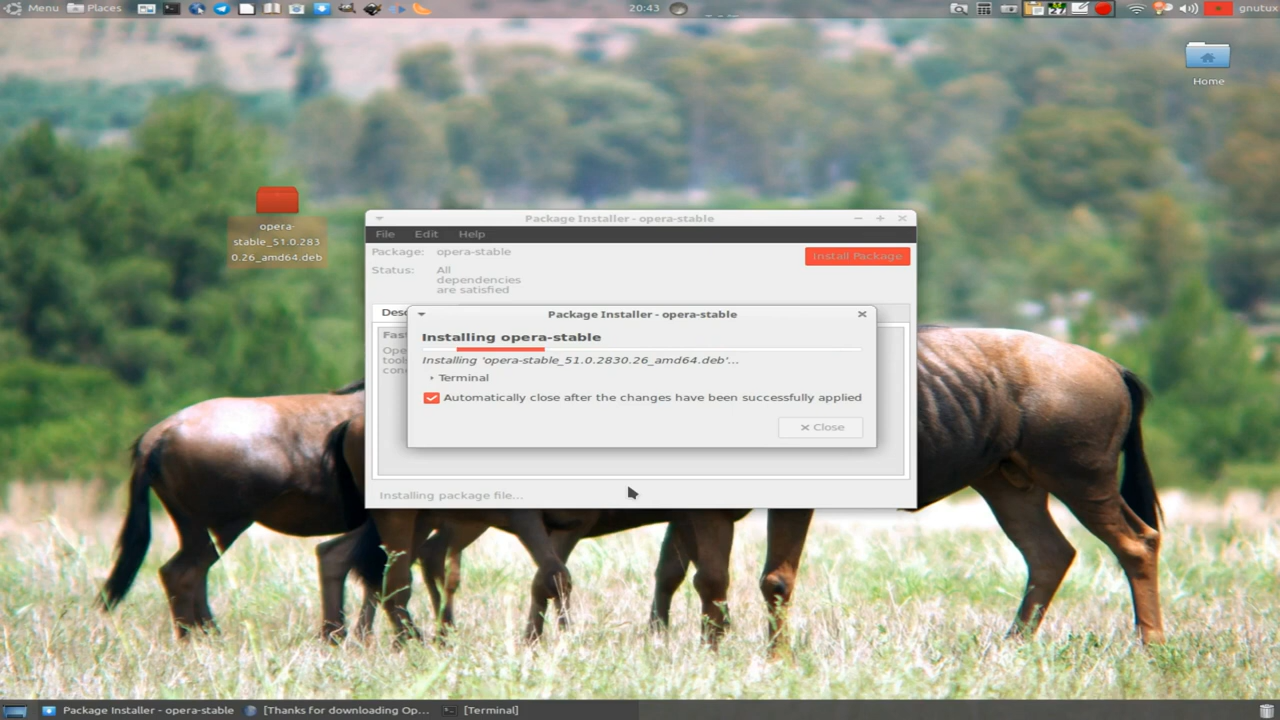 Menu Places 20:43 27 gnutux
Home
opera-
stable_51.0.283
0.26_amd64.deb
Package Installer - opera-stable
File Edit Help
Package: opera-stable Install Package
Status: All
dependencies
are satisfied
Package Installer - opera-stable
Installing opera-stable
Installing 'opera-stable_51.0.2830.26_amd64.deb'...
Terminal
Automatically close after the changes have been successfully applied
Close
Installing package file...
Package Installer - opera-stable [Thanks for downloading Op... [Terminal]